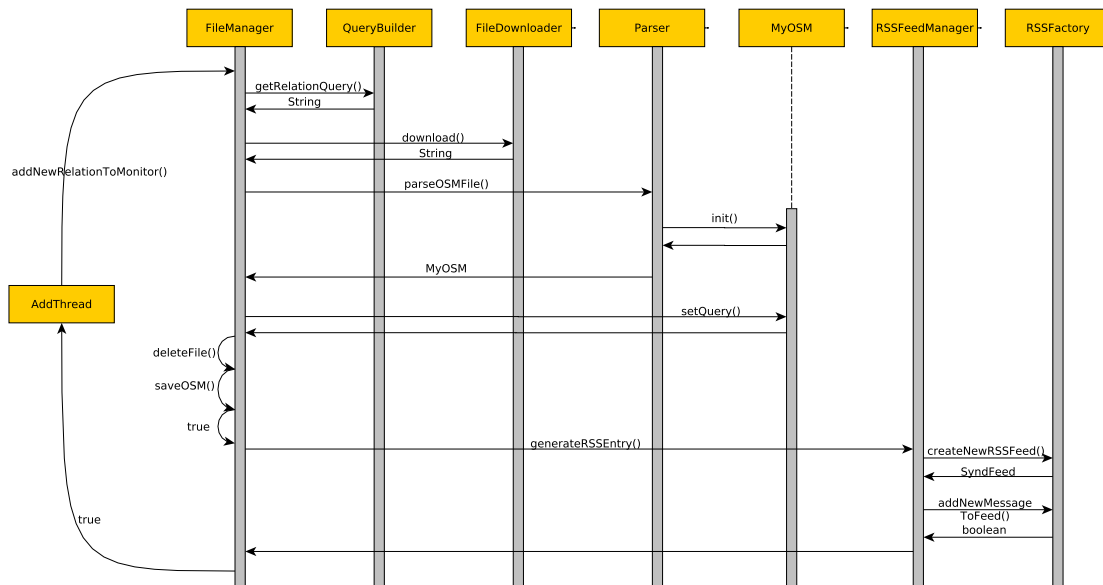 FileManager
QueryBuilder
FileDownloader
Parser
MyOSM
RSSFeedManager
RSSFactory
getRelationQuery()
String
download()
String
addNewRelationToMonitor()
parseOSMFile()
init()
MyOSM
AddThread
setQuery()
deleteFile()
saveOSM()
true
generateRSSEntry()
createNewRSSFeed()
SyndFeed
addNewMessage
ToFeed()
true
boolean